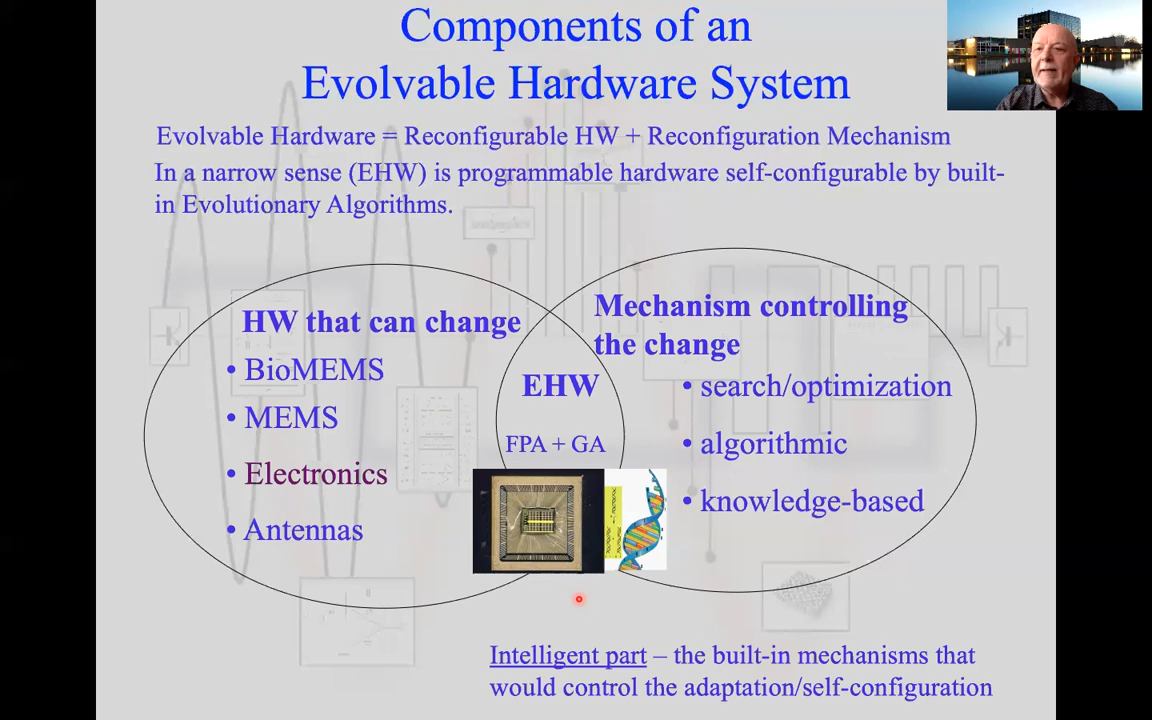 Components of an
Evolvable Hardware System
Evolvable Hardware = Reconfigurable HW + Reconfiguration Mechanism
In a narrow sense (EHW) is programmable hardware self-configurable by built-
in Evolutionary Algorithms.
HW that can change
• BioMEMS
• MEMS
• Electronics
• Antennas
EHW
FPA + GA
Mechanism controlling
the change
• search/optimization
• algorithmic
• knowledge-based
Intelligent part – the built-in mechanisms that
would control the adaptation/self-configuration